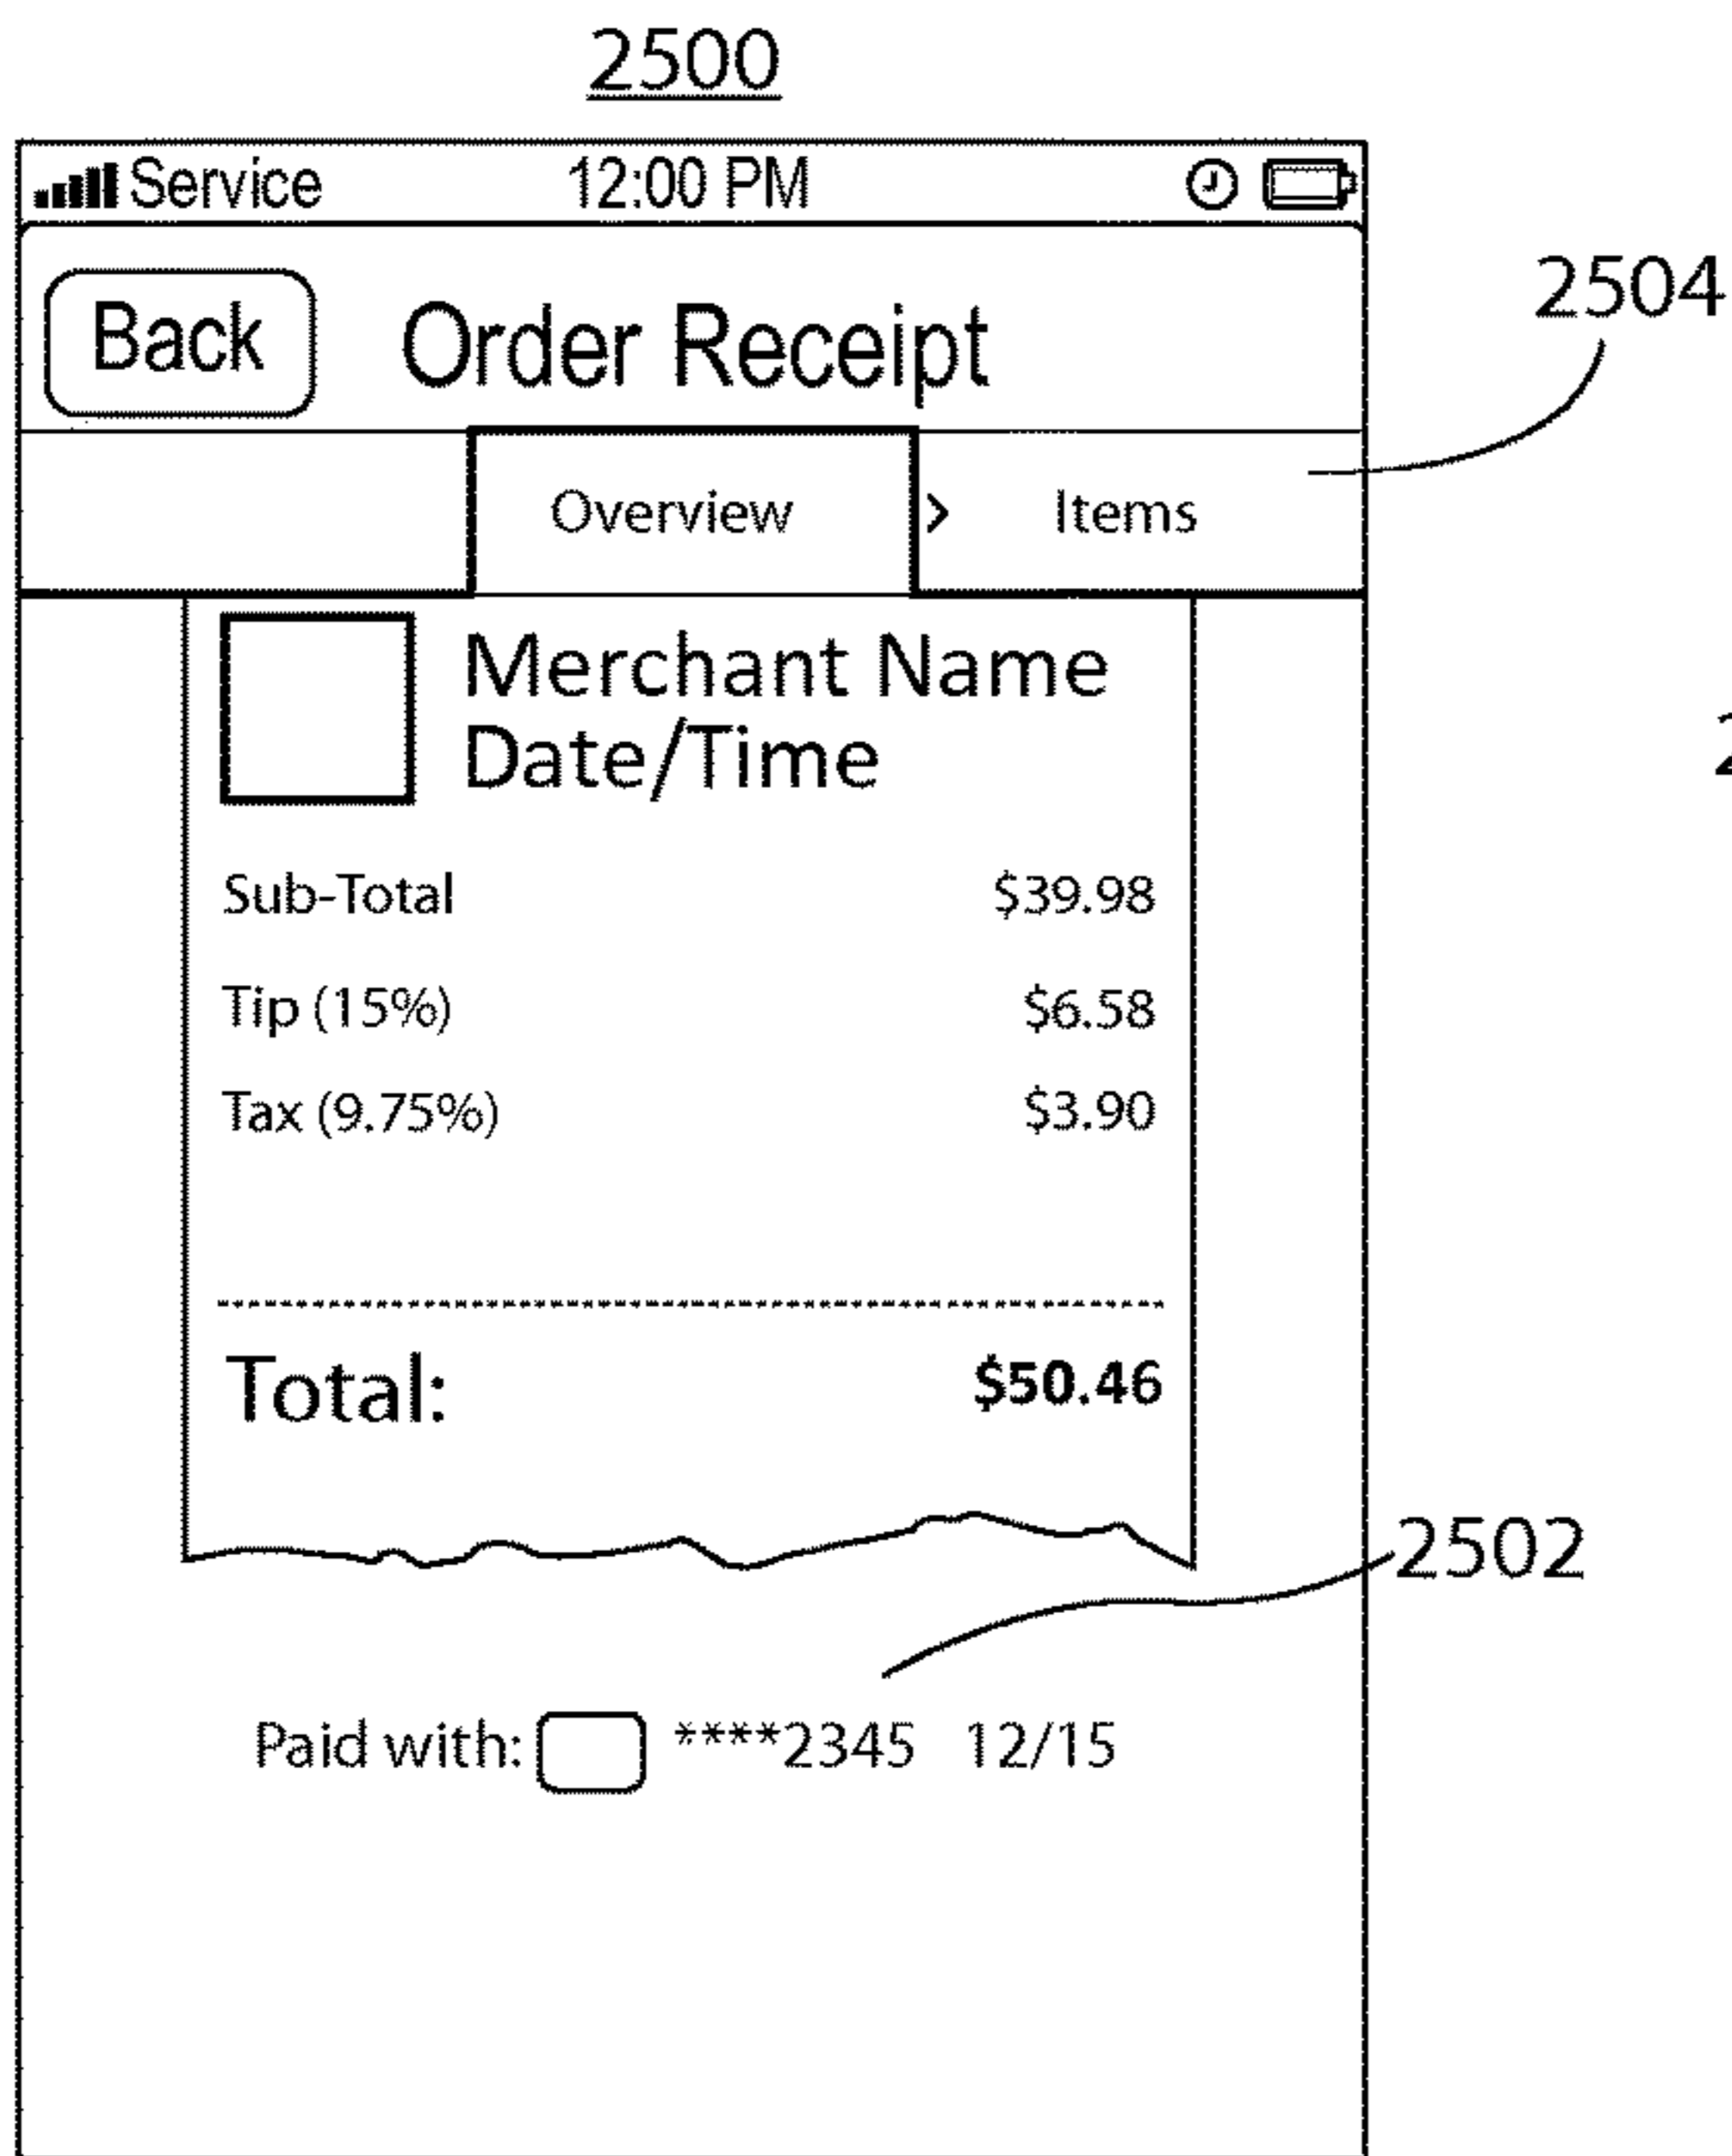 2500
Service 12:00 PM
2504
Back Order Receipt
Overview > Items
Merchant Name
Date/Time
Sub-Total $39.98
Tip (15%) $6.58
Tax (9.75%) $3.90
Total: $50.46
2502
Paid with: ****2345 12/15